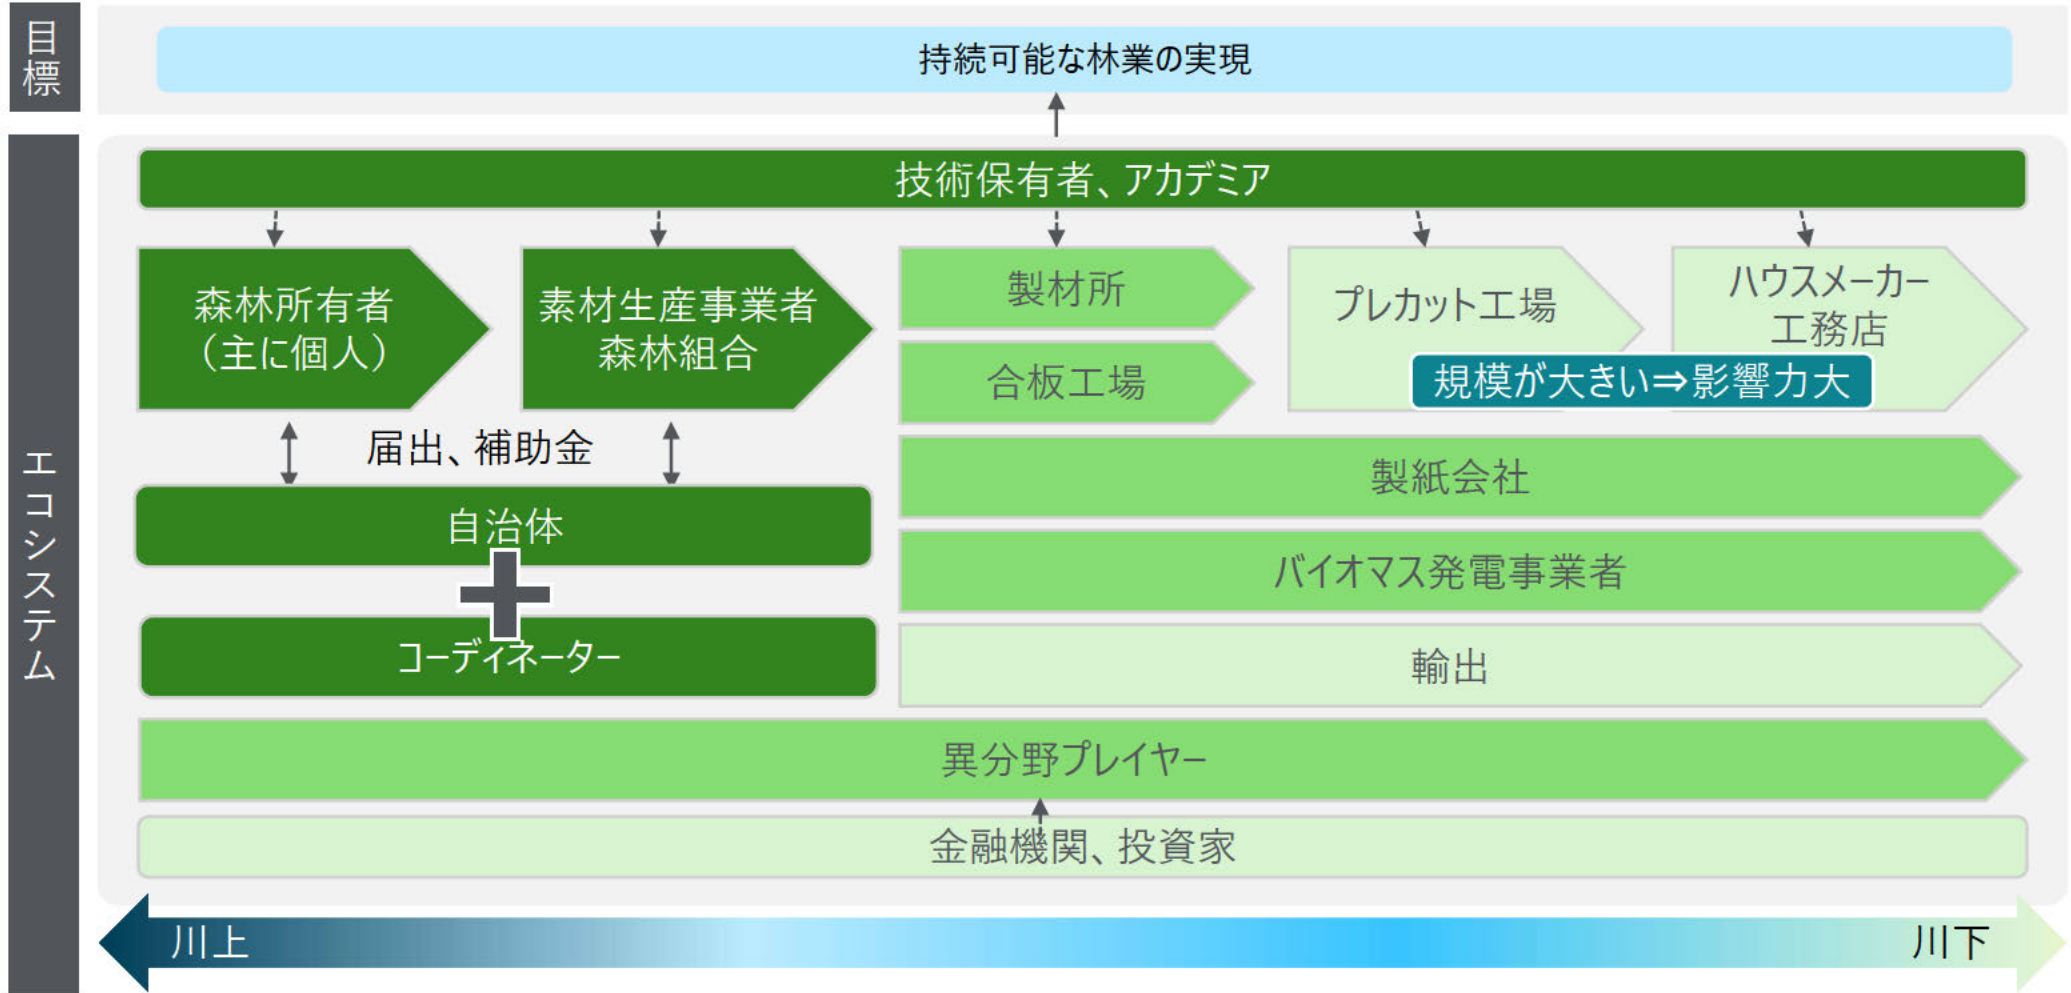 目標
持続可能な林業の実現
エコシステム
技術保有者、アカデミア
森林所有者
（主に個人）
素材生産事業者
森林組合
製材所
合板工場
プレカット工場
ハウスメーカー
工務店
規模が大きい⇒影響力大
届出、補助金
自治体
コーディネーター
製紙会社
バイオマス発電事業者
輸出
異分野プレイヤー
金融機関、投資家
川上
川下